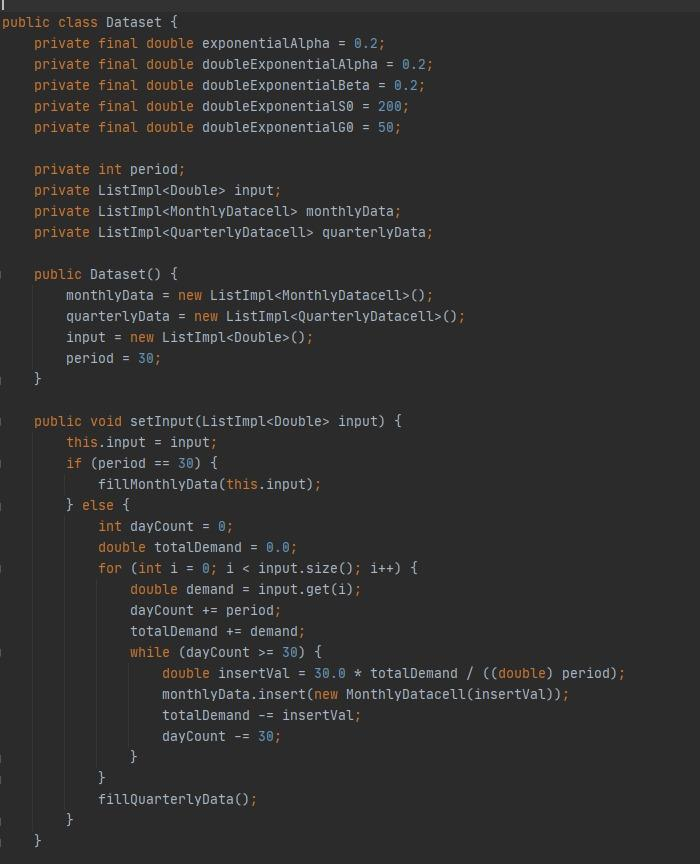 public class Dataset {
    private final double exponentialAlpha = 0.2;
    private final double doubleExponentialAlpha = 0.2;
    private final double doubleExponentialBeta = 0.2;
    private final double doubleExponentialS0 = 200;
    private final double doubleExponentialG0 = 50;

    private int period;
    private ListImpl<Double> input;
    private ListImpl<MonthlyDatacell> monthlyData;
    private ListImpl<QuarterlyDatacell> quarterlyData;

    public Dataset() {
        monthlyData = new ListImpl<MonthlyDatacell>();
        quarterlyData = new ListImpl<QuarterlyDatacell>();
        input = new ListImpl<Double>();
        period = 30;
    }

    public void setInput(ListImpl<Double> input) {
        this.input = input;
        if (period == 30) {
            fillMonthlyData(this.input);
        } else {
            int dayCount = 0;
            double totalDemand = 0.0;
            for (int i = 0; i < input.size(); i++) {
                double demand = input.get(i);
                dayCount += period;
                totalDemand += demand;
                while (dayCount >= 30) {
                    double insertVal = 30.0 * totalDemand / ((double) period);
                    monthlyData.insert(new MonthlyDatacell(insertVal));
                    totalDemand -= insertVal;
                    dayCount -= 30;
                }
            }
            fillQuarterlyData();
        }
    }